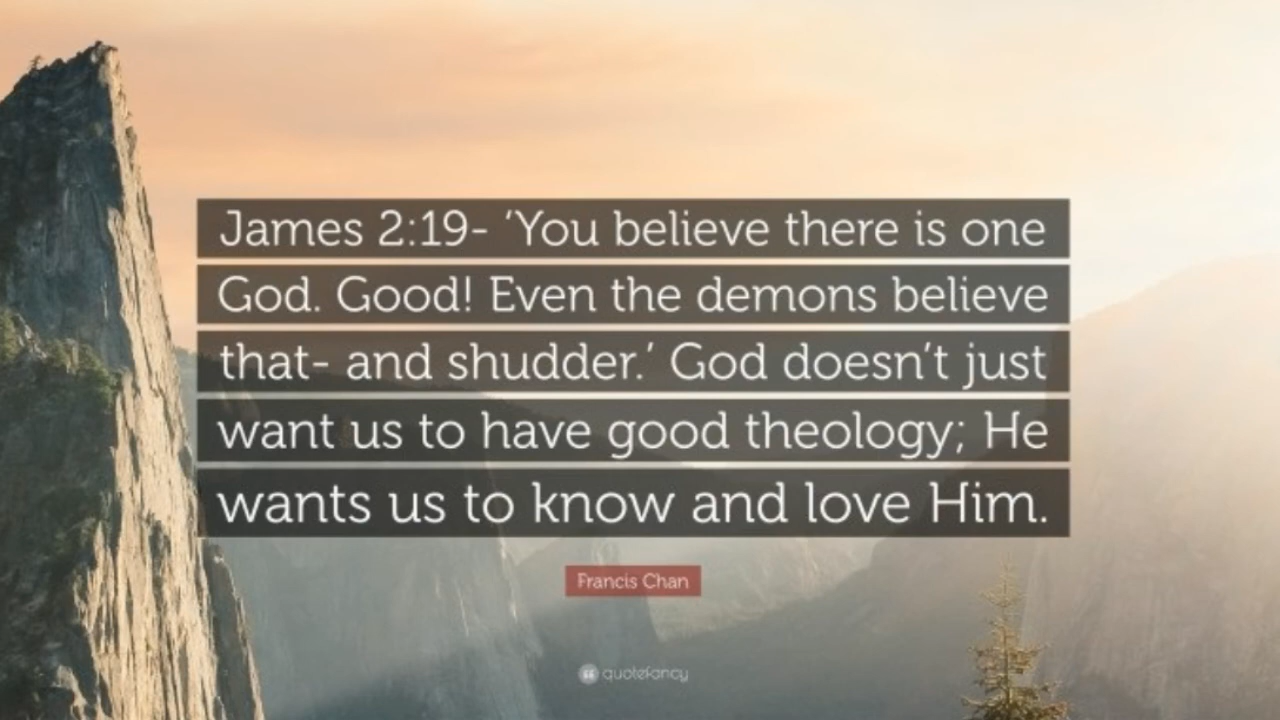 James 2:19- ‘You believe there is one
God. Good! Even the demons believe
that- and shudder.’ God doesn’t just
want us to have good theology; He
wants us to know and love Him.
Francis Chan
quotefancy